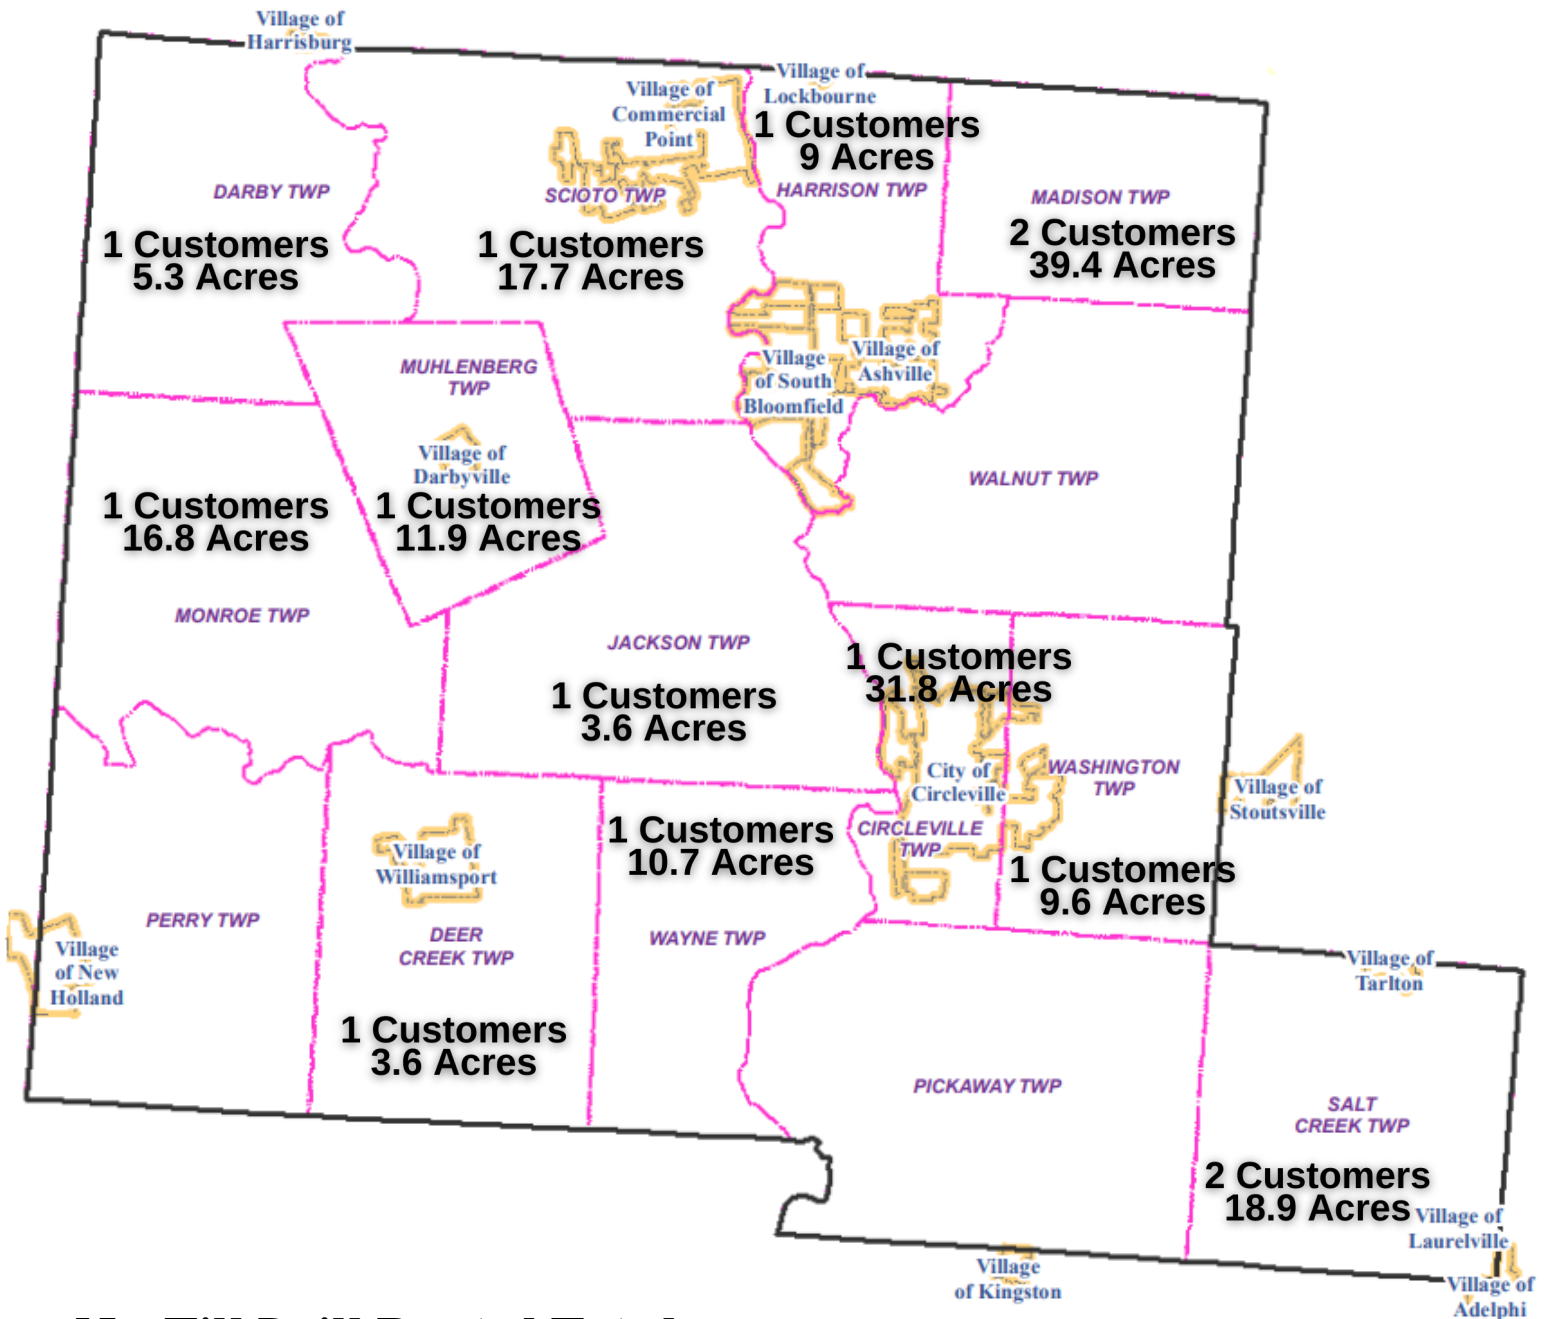 Village of
Harrisburg
Village of
Commercial
Point
Village of
Lockbourne
1 Customers
9 Acres
HARRISON TWP
DARBY TWP
1 Customers
5.3 Acres
SCIOTO TWP
1 Customers
17.7 Acres
MADISON TWP
2 Customers
39.4 Acres
MUHLENBERG
TWP
Village of
Darbyville
1 Customers
11.9 Acres
Village
of South
Bloomfield
Village of
Ashville
WALNUT TWP
1 Customers
16.8 Acres
MONROE TWP
JACKSON TWP
1 Customers
3.6 Acres
1 Customers
31.8 Acres
City of
Circleville
CIRCLEVILLE
TWP
WASHINGTON
TWP
1 Customers
9.6 Acres
Village of
Stoutsville
1 Customers
10.7 Acres
WAYNE TWP
Village of
Williamsport
DEER
CREEK TWP
1 Customers
3.6 Acres
PERRY TWP
Village
of New
Holland
Village of
Tarlton
PICKAWAY TWP
SALT
CREEK TWP
2 Customers
18.9 Acres
Village of
Laurelville
Village
of Kingston
Village of
Adelphi